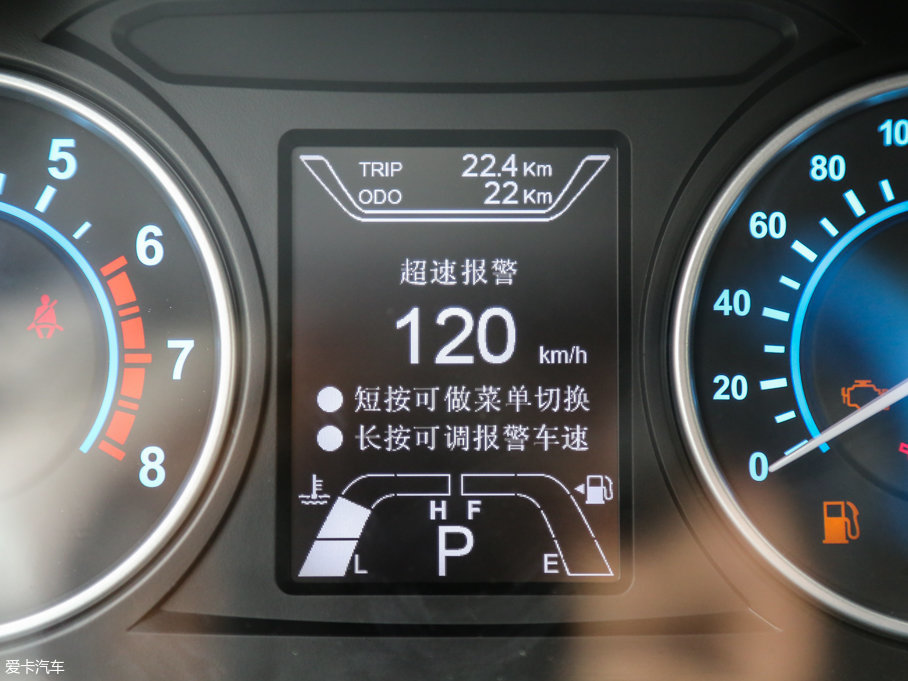 TRIP 22.4 Km
ODO 22 Km
超速报警
120 km/h
短按可做菜单切换
长按可调报警车速
H F
L P E
5
6
7
8
100
80
60
40
20
0
爱卡汽车